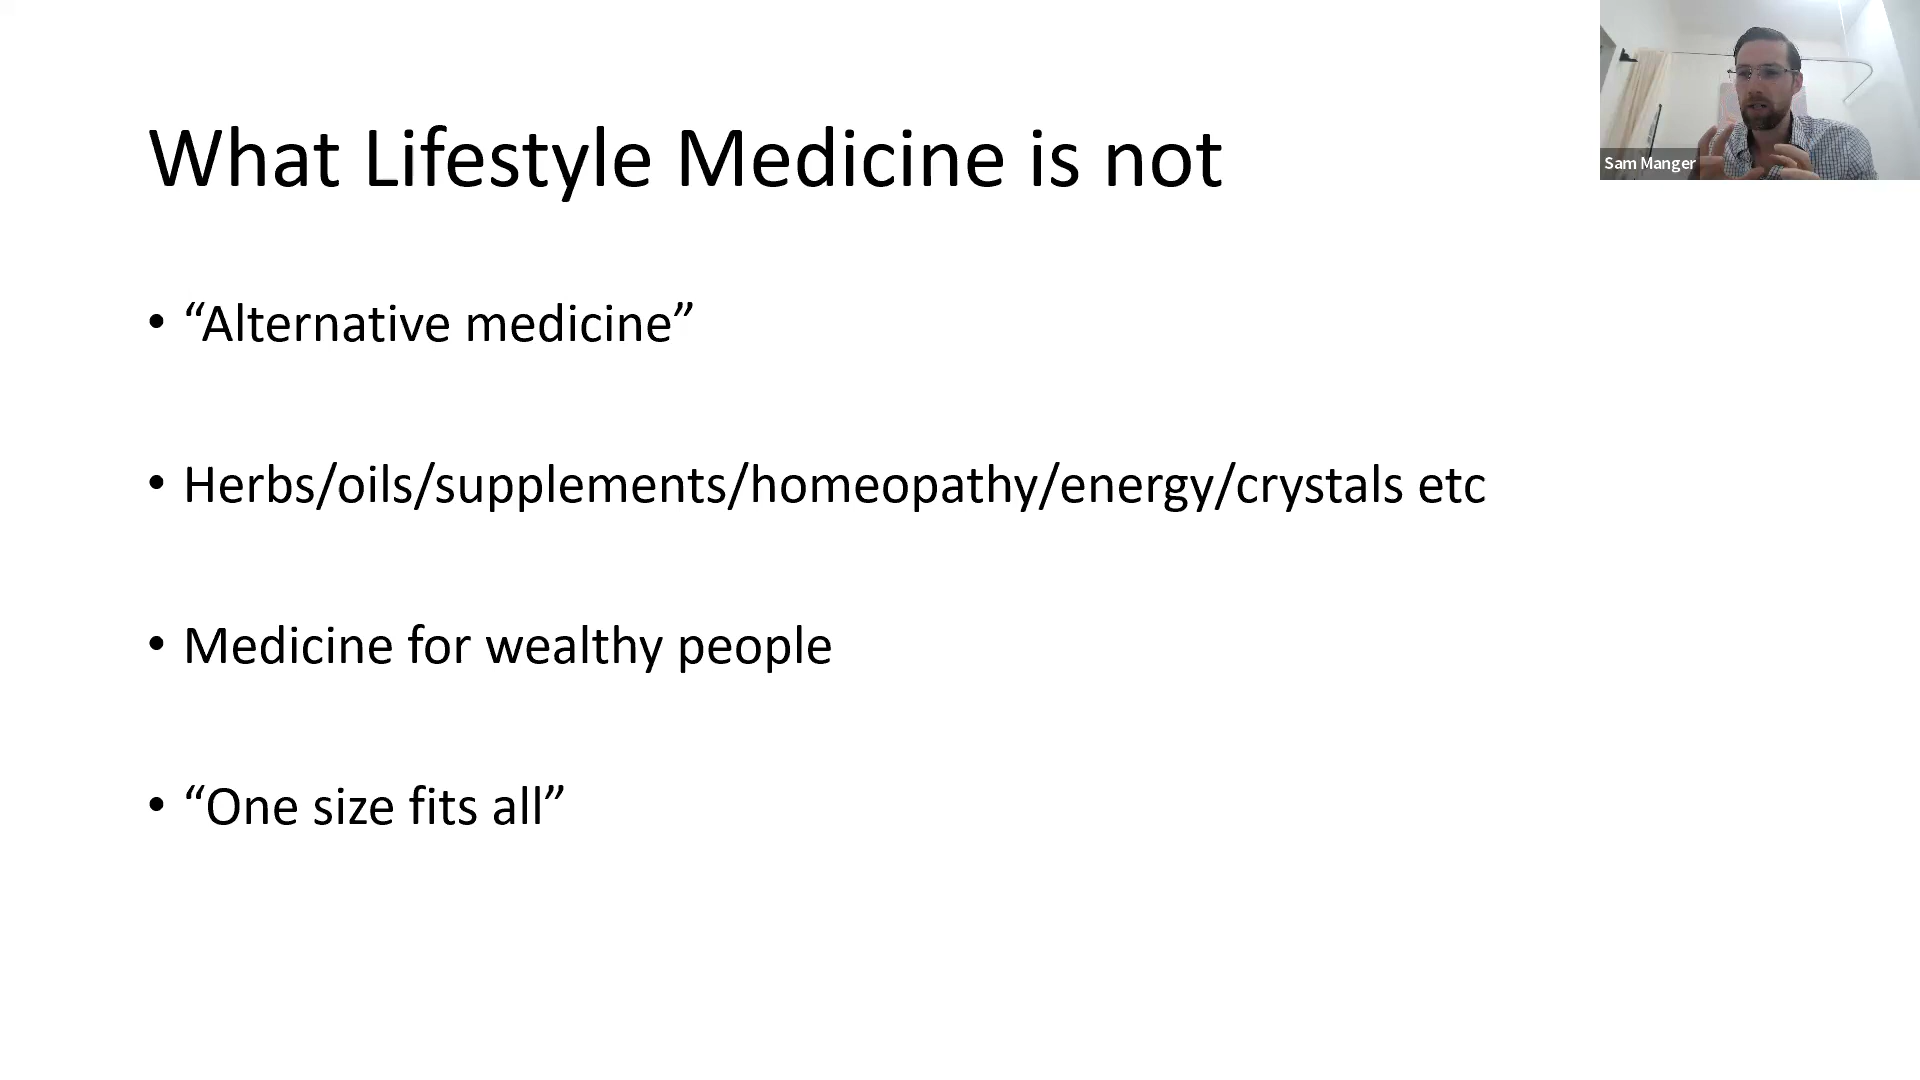 What Lifestyle Medicine is not
Sam Manger
• “Alternative medicine”
• Herbs/oils/supplements/homeopathy/energy/crystals etc
• Medicine for wealthy people
• “One size fits all”